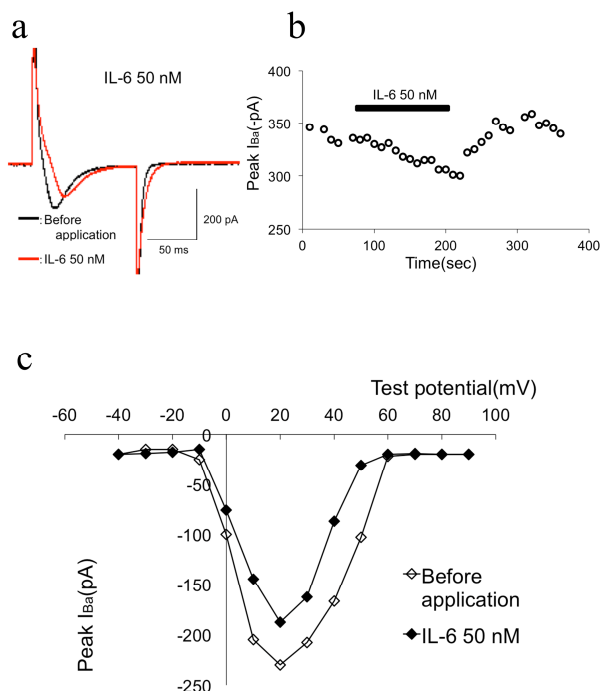 a
IL-6 50 nM
: Before
application
: IL-6 50 nM
200 pA
50 ms
b
IL-6 50 nM
Peak IBa(-pA)
400
350
300
250
0 100 200 300 400
Time(sec)
c
Test potential(mV)
-60 -40 -20 0 20 40 60 80 100
0
-50
-100
-150
-200
-250
Peak IBa(pA)
Before
application
IL-6 50 nM